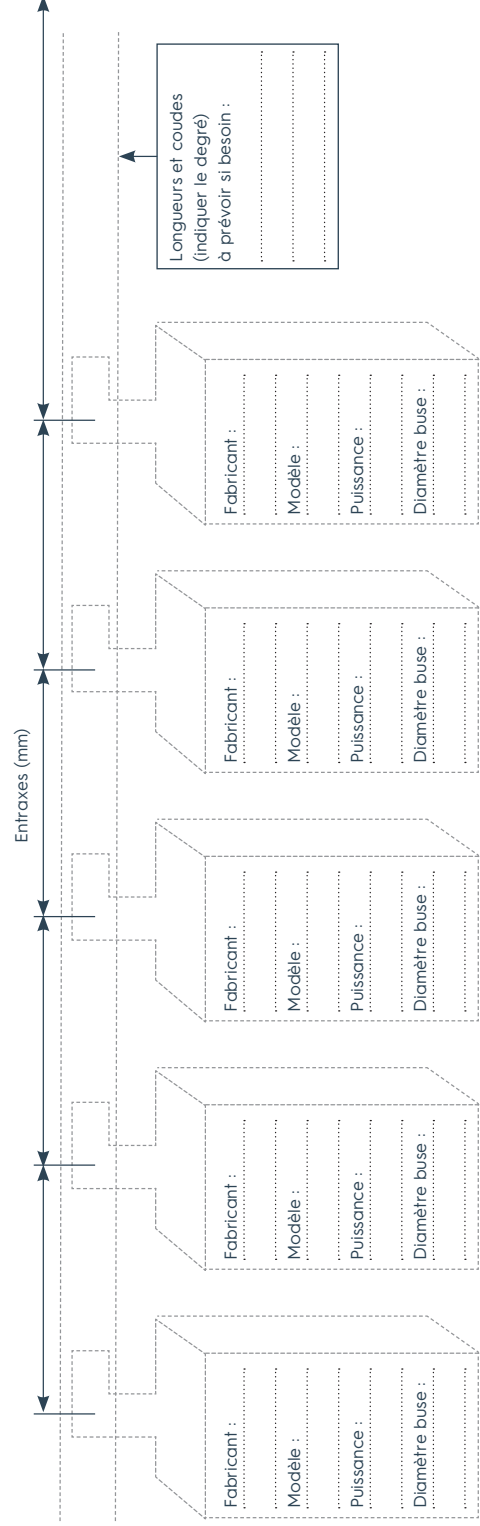 Entraxes (mm)
Fabricant :
Modèle :
Puissance :
Diamètre buse :
Fabricant :
Modèle :
Puissance :
Diamètre buse :
Fabricant :
Modèle :
Puissance :
Diamètre buse :
Fabricant :
Modèle :
Puissance :
Diamètre buse :
Fabricant :
Modèle :
Puissance :
Diamètre buse :
Longueurs et coudes
(indiquer le degré)
à prévoir si besoin :